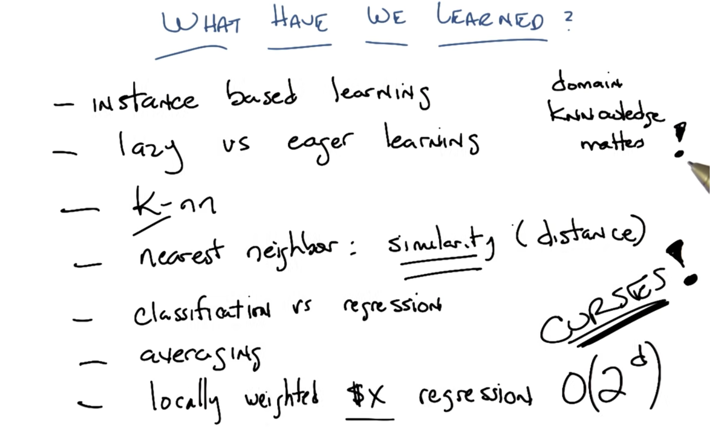 WHAT HAVE WE LEARNED?
- instance based learning
- lazy vs eager learning
- K-nn
- nearest neighbor: similarity (distance)
- classification vs regression
- averaging
- locally weighted $X regression
domain
KNNowledge
matters!
CURSES!
O(2^d)